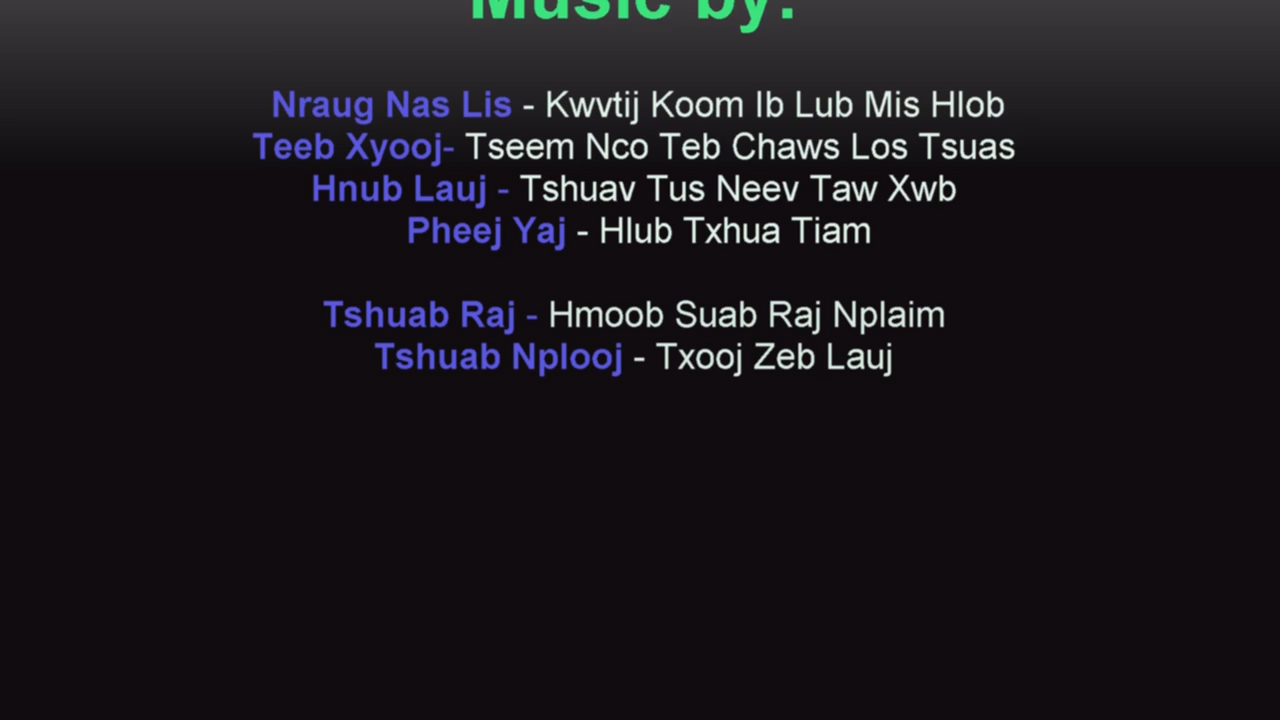 Music by:
Nraug Nas Lis - Kwvtij Koom Ib Lub Mis Hlob
Teeb Xyooj- Tseem Nco Teb Chaws Los Tsuas
Hnub Lauj - Tshuav Tus Neev Taw Xwb
Pheej Yaj - Hlub Txhua Tiam
Tshuab Raj - Hmoob Suab Raj Nplaim
Tshuab Nplooj - Txooj Zeb Lauj